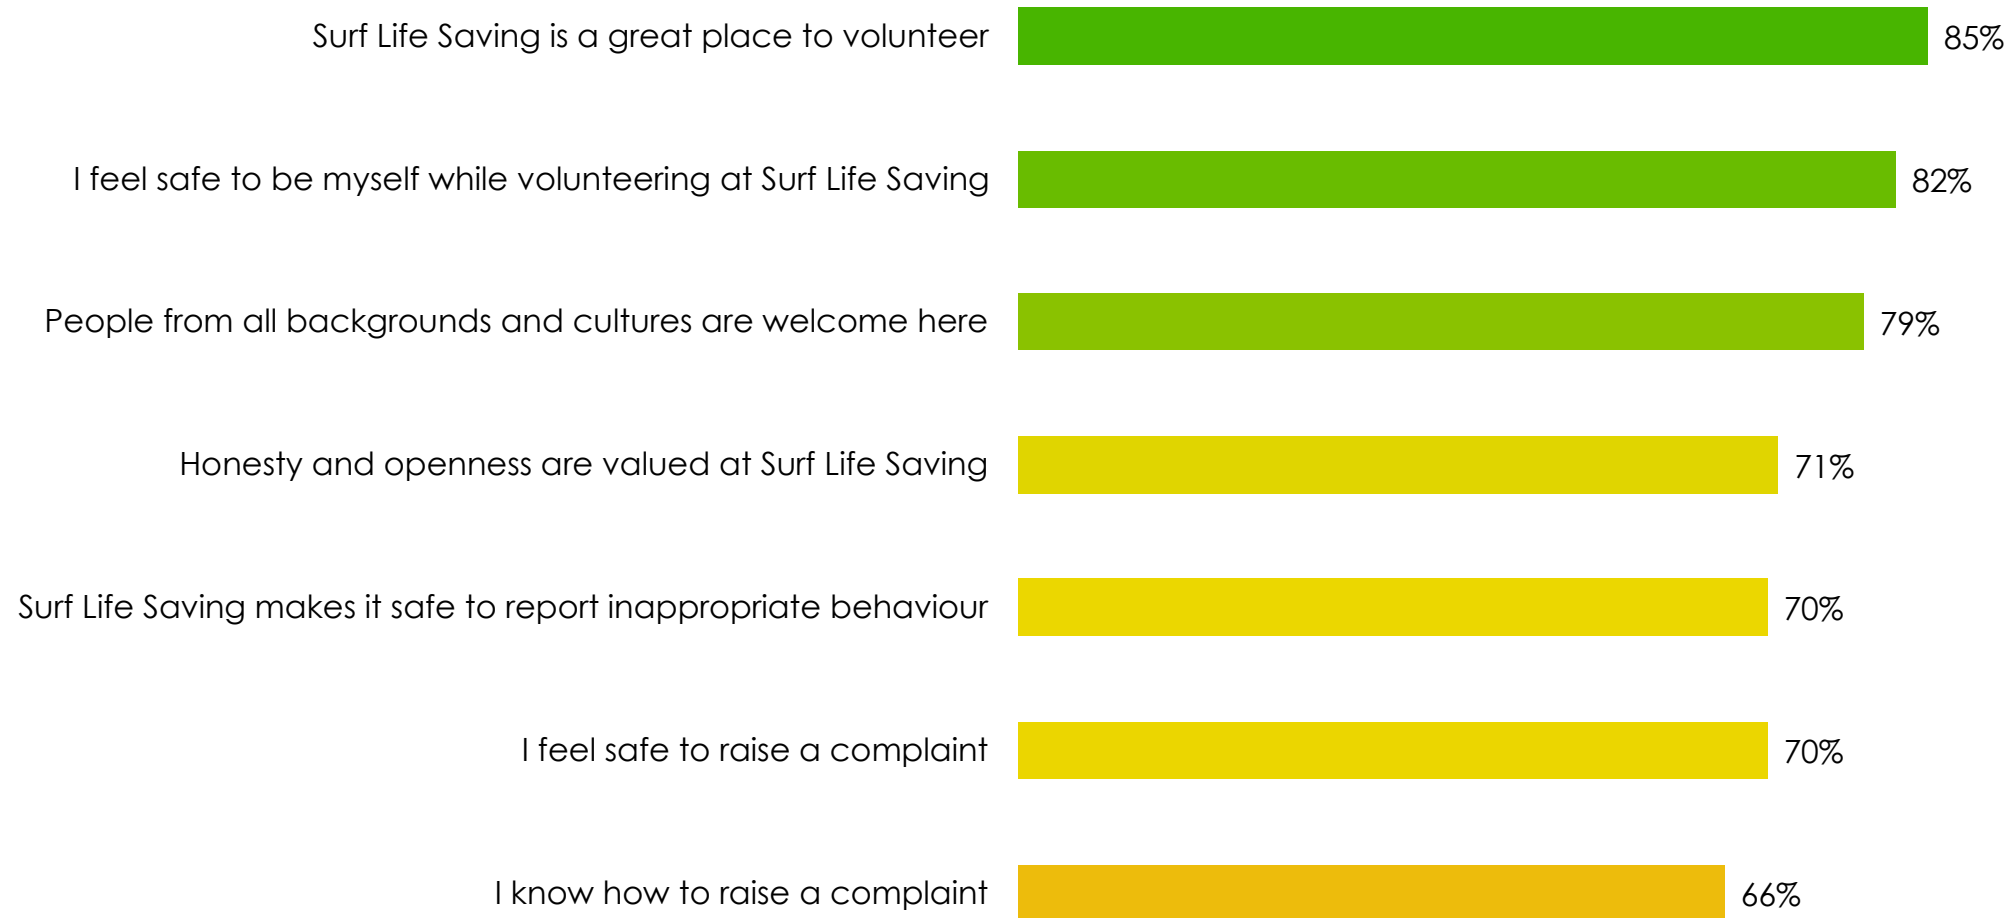 Surf Life Saving is a great place to volunteer 85%
I feel safe to be myself while volunteering at Surf Life Saving 82%
People from all backgrounds and cultures are welcome here 79%
Honesty and openness are valued at Surf Life Saving 71%
Surf Life Saving makes it safe to report inappropriate behaviour 70%
I feel safe to raise a complaint 70%
I know how to raise a complaint 66%